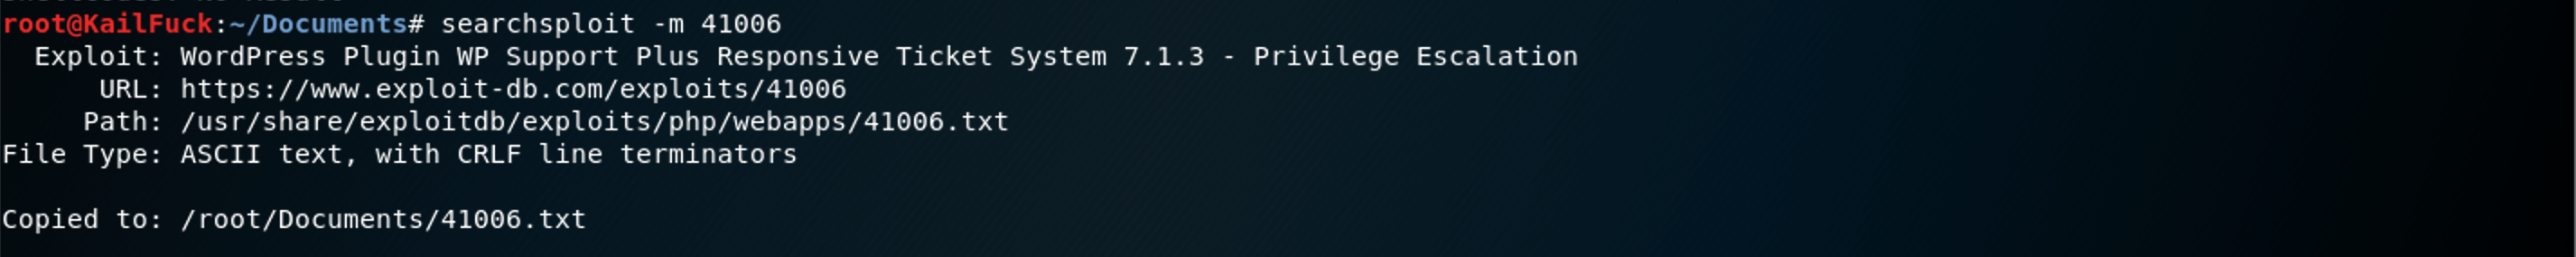 root@KailFuck:~/Documents# searchsploit -m 41006
Exploit: WordPress Plugin WP Support Plus Responsive Ticket System 7.1.3 - Privilege Escalation
URL: https://www.exploit-db.com/exploits/41006
Path: /usr/share/exploitdb/exploits/php/webapps/41006.txt
File Type: ASCII text, with CRLF line terminators
Copied to: /root/Documents/41006.txt